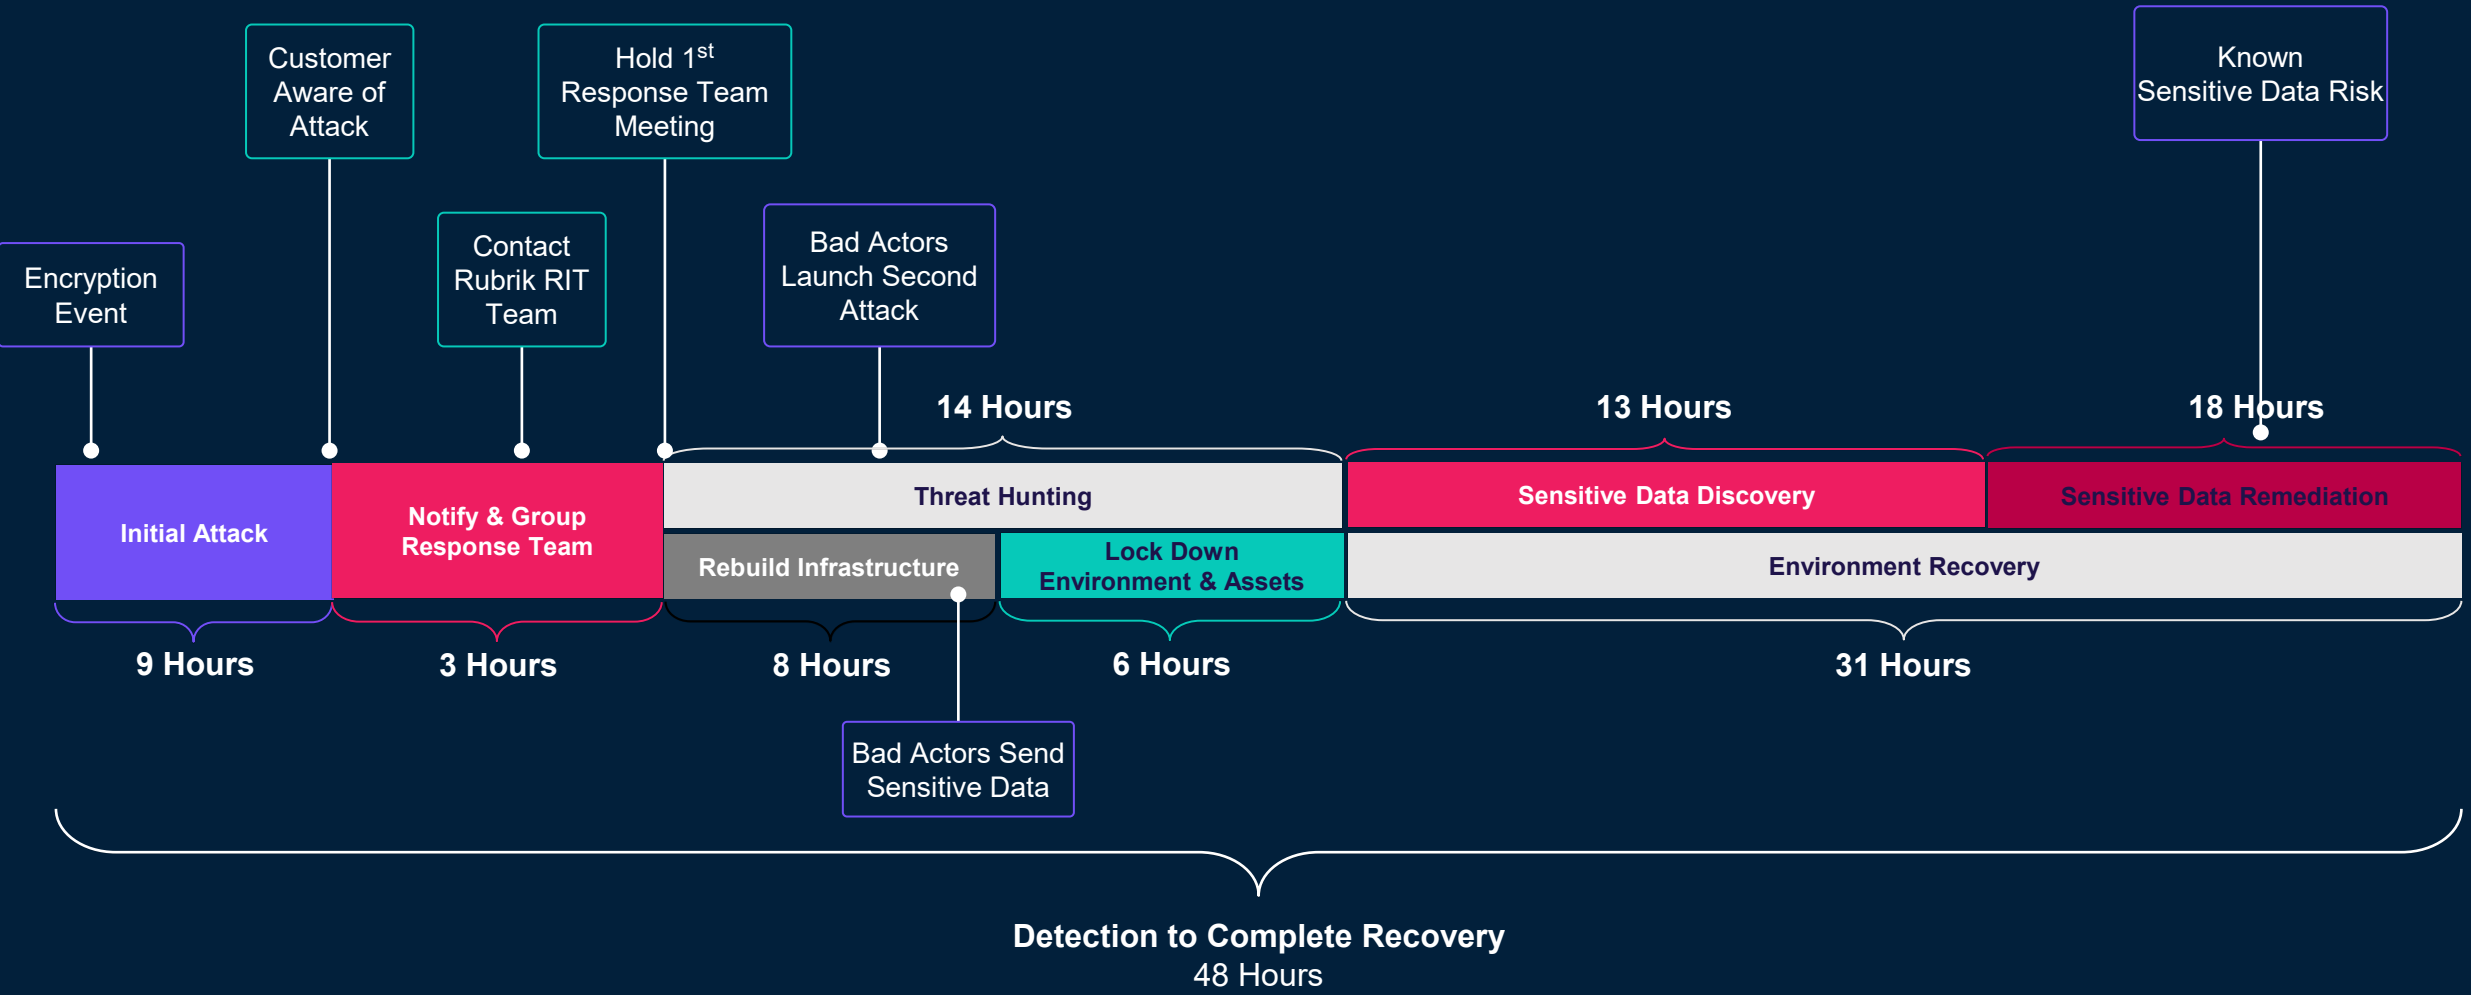 Customer
Aware of
Attack
Hold 1st
Response Team
Meeting
Known
Sensitive Data Risk
Encryption
Event
Contact
Rubrik RIT
Team
Bad Actors
Launch Second
Attack
14 Hours
13 Hours
18 Hours
Initial Attack
Notify & Group
Response Team
Threat Hunting
Sensitive Data Discovery
Sensitive Data Remediation
Rebuild Infrastructure
Lock Down
Environment & Assets
Environment Recovery
9 Hours
3 Hours
8 Hours
6 Hours
31 Hours
Bad Actors Send
Sensitive Data
Detection to Complete Recovery
48 Hours